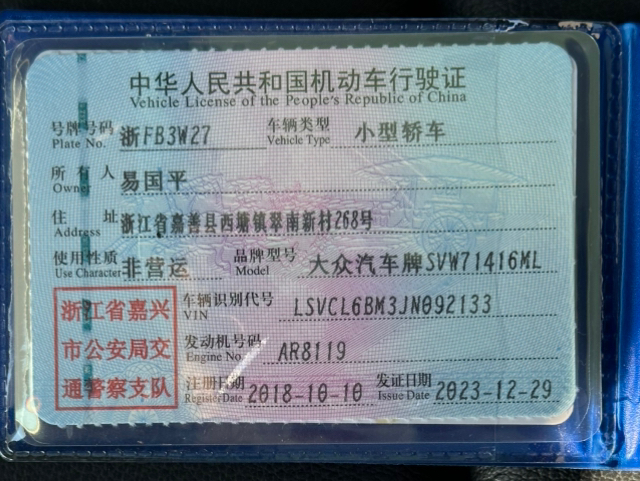 中华人民共和国机动车行驶证
Vehicle License of the People's Republic of China
号牌号码 Plate No. 浙FB3W27 车辆类型 Vehicle Type 小型轿车
所有人 Owner 易国平
住址 Address 浙江省嘉善县西塘镇翠南新村268号
使用性质 Use Character 非营运 品牌型号 Model 大众汽车牌SVW71416ML
车辆识别代号 VIN LSVCL6BM3JN092133
发动机号码 Engine No. AR8119
注册日期 Register Date 2018-10-10 发证日期 Issue Date 2023-12-29
浙江省嘉兴
市公安局交
通警察支队